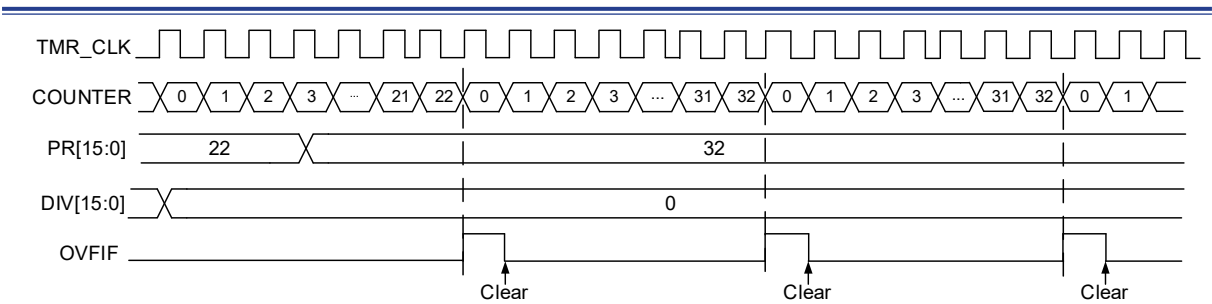 TMR_CLK
COUNTER 0 1 2 3 ... 21 22 0 1 2 3 ... 31 32 0 1 2 3 ... 31 32 0 1
PR[15:0] 22 32
DIV[15:0] 0
OVFIF
Clear Clear Clear